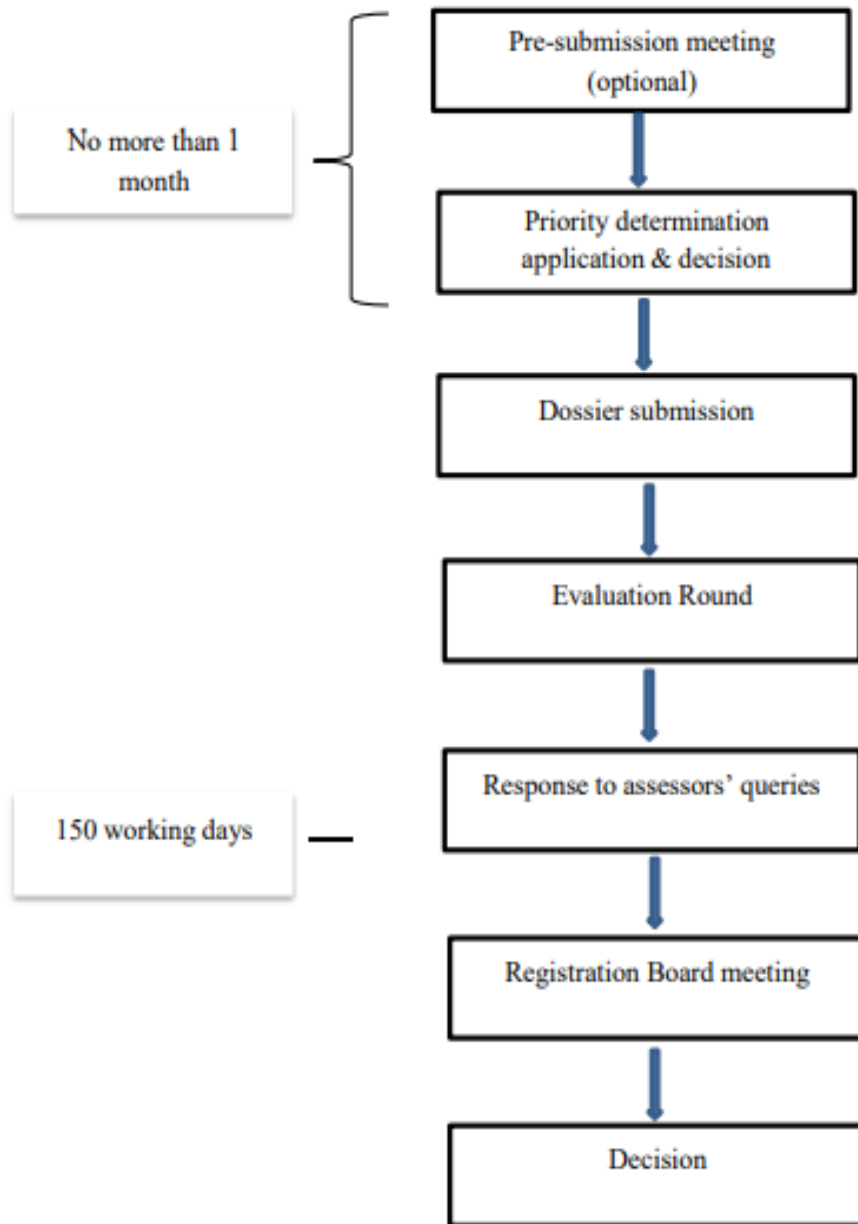 Pre-submission meeting
(optional)
No more than 1
month
Priority determination
application & decision
Dossier submission
Evaluation Round
Response to assessors' queries
150 working days
Registration Board meeting
Decision